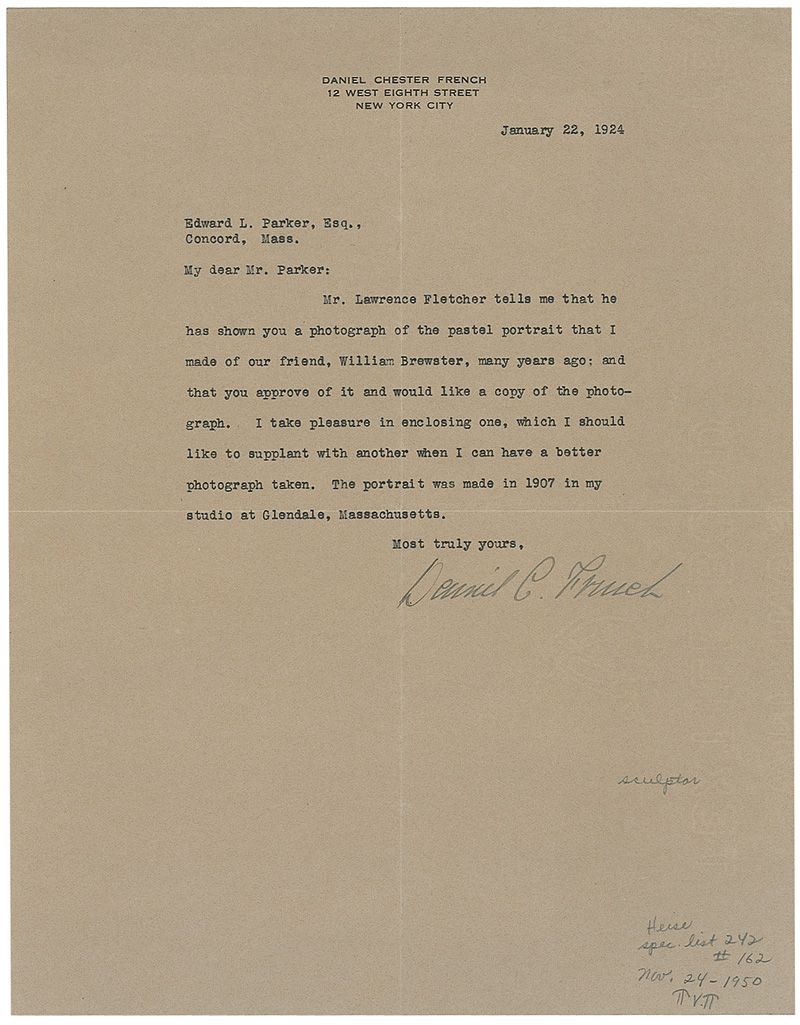 DANIEL CHESTER FRENCH
12 WEST EIGHTH STREET
NEW YORK CITY
January 22, 1924
Edward L. Parker, Esq.,
Concord, Mass.
My dear Mr. Parker:
Mr. Lawrence Fletcher tells me that he
has shown you a photograph of the pastel portrait that I
made of our friend, William Brewster, many years ago; and
that you approve of it and would like a copy of the photo-
graph. I take pleasure in enclosing one, which I should
like to supplant with another when I can have a better
photograph taken. The portrait was made in 1907 in my
studio at Glendale, Massachusetts.
Most truly yours,
Daniel C. French
sculptor
Heise
spec. list 242
# 162
Nov. 24-1950